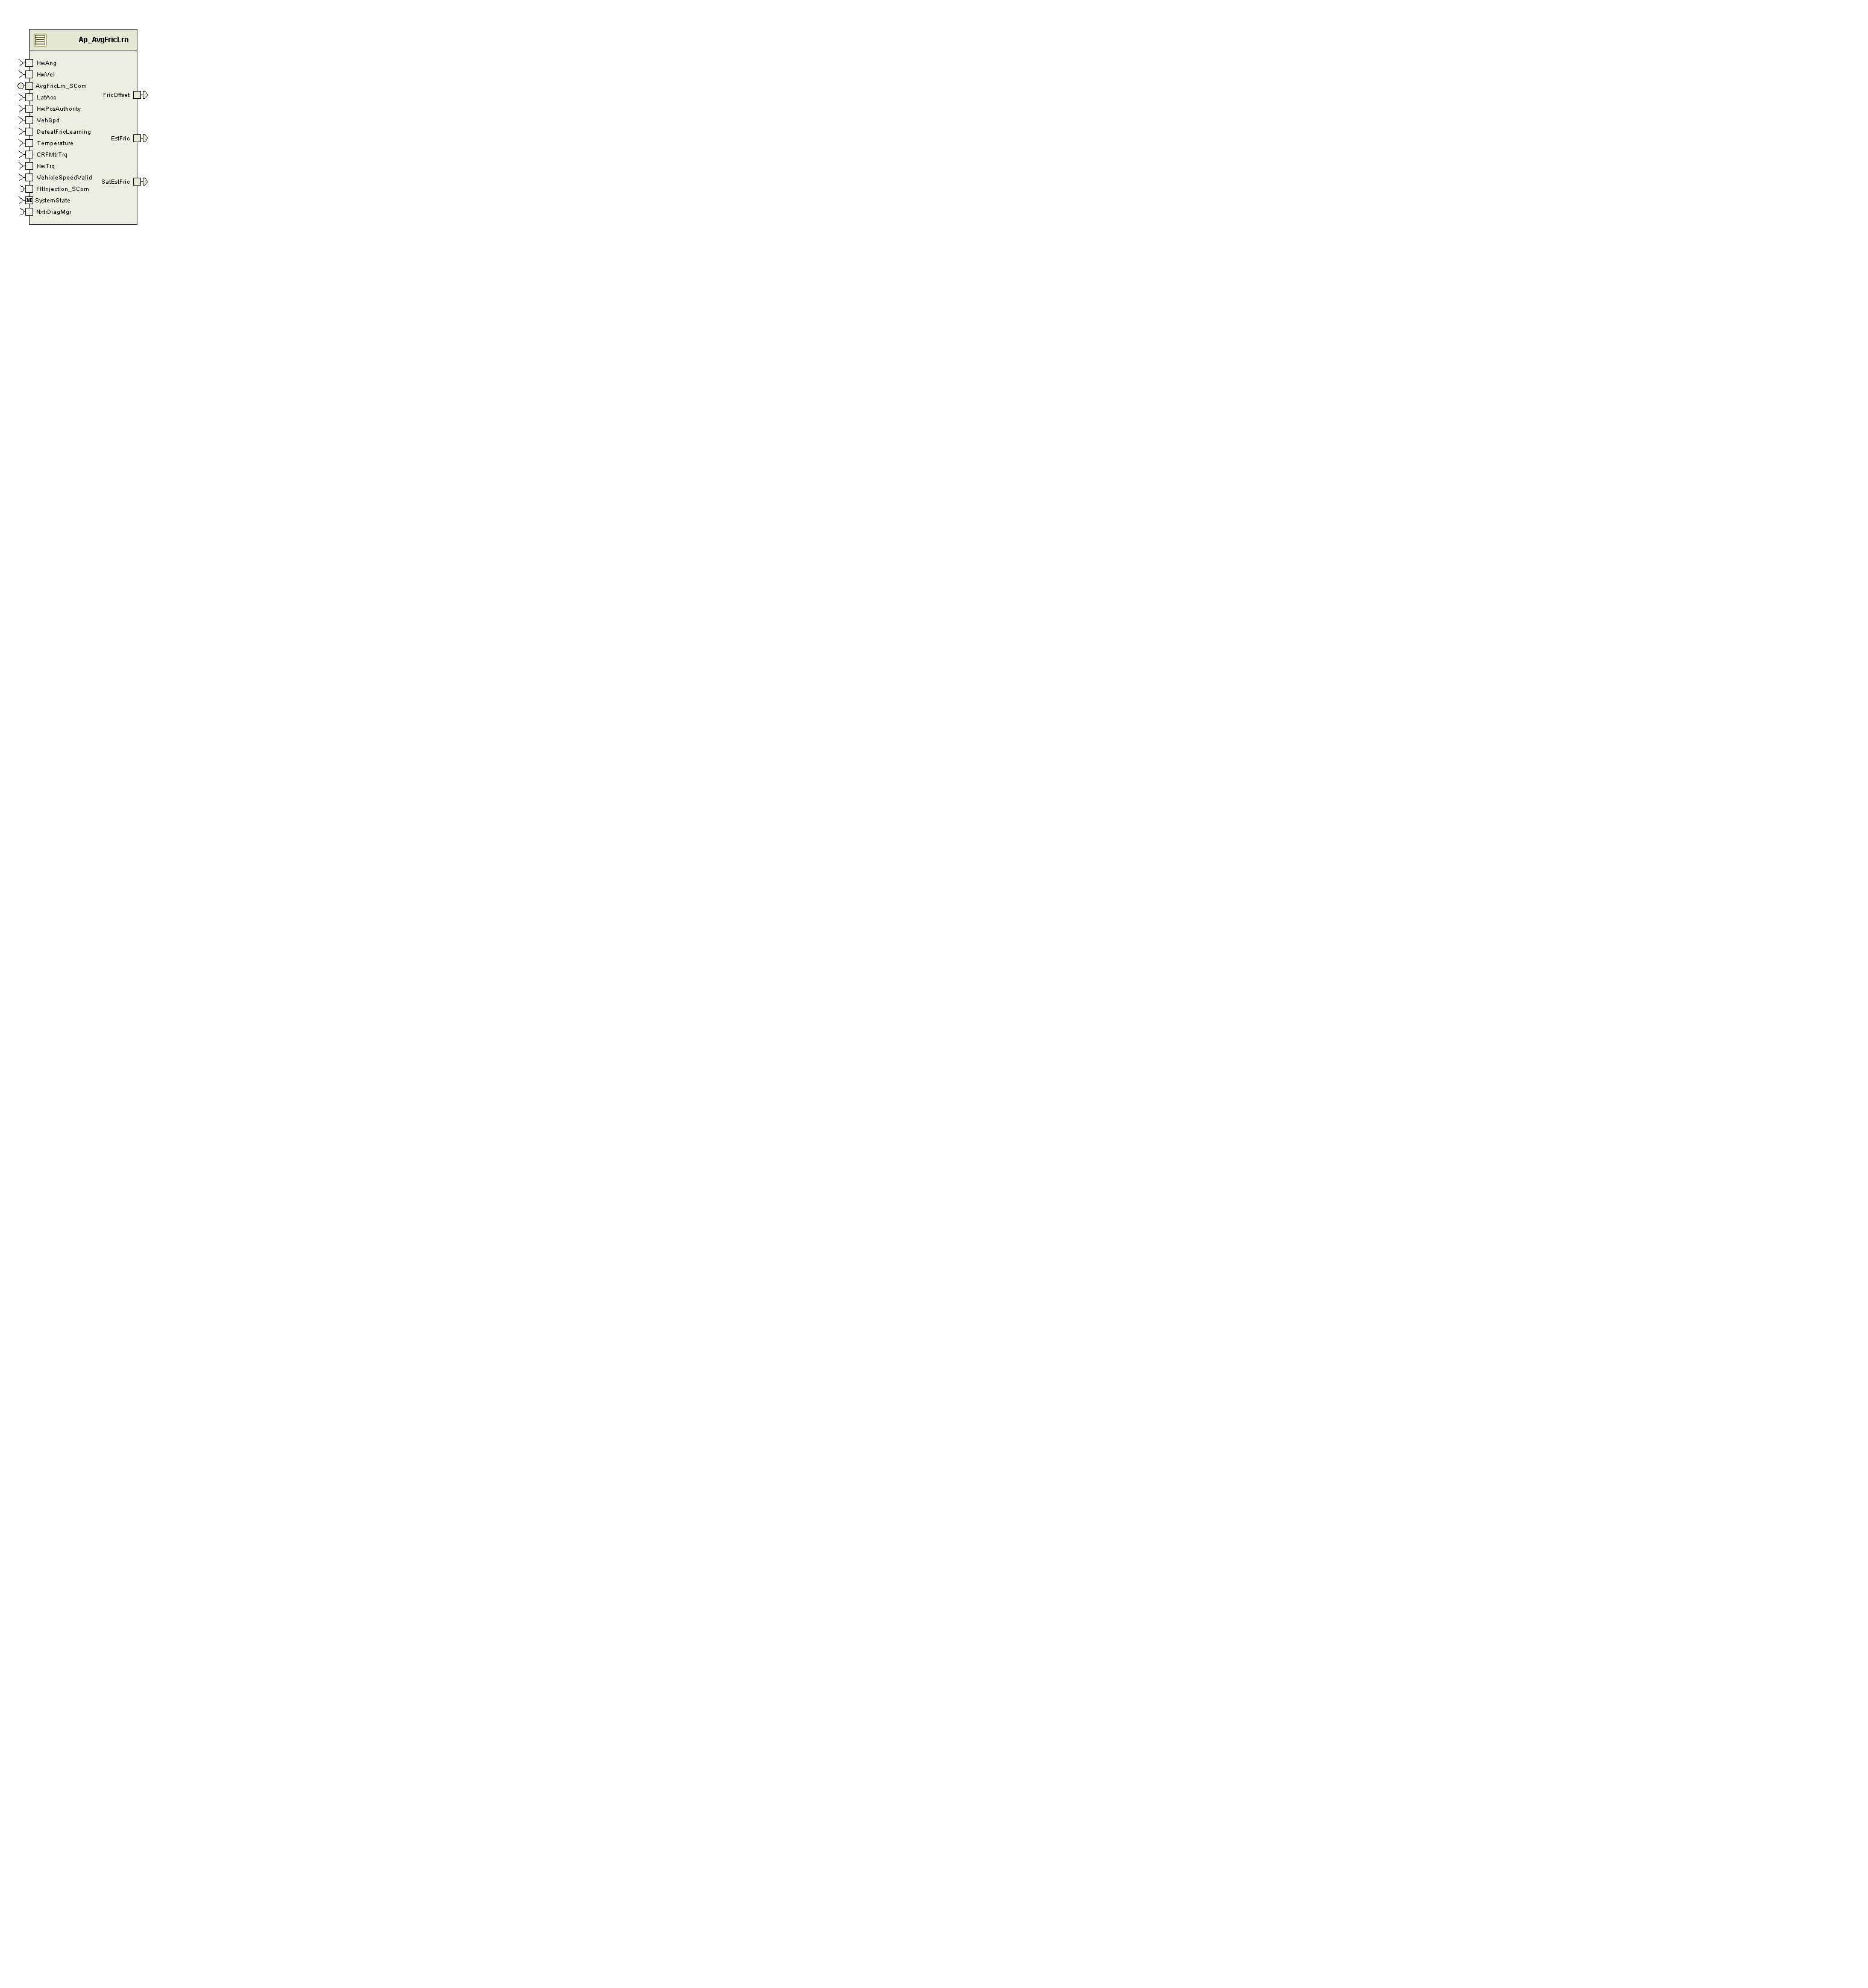 Ap_AvgFricLrn
HwAng
HwVel
AvgFricLrn_SCom
LatAcc
HwPosAuthority
VehSpd
DefeatFricLearning
Temperature
CRFMtrTrq
HwTrq
VehicleSpeedValid
FltInjection_SCom
SystemState
NxtrDiagMgr
FricOffset
EstFric
SatEstFric